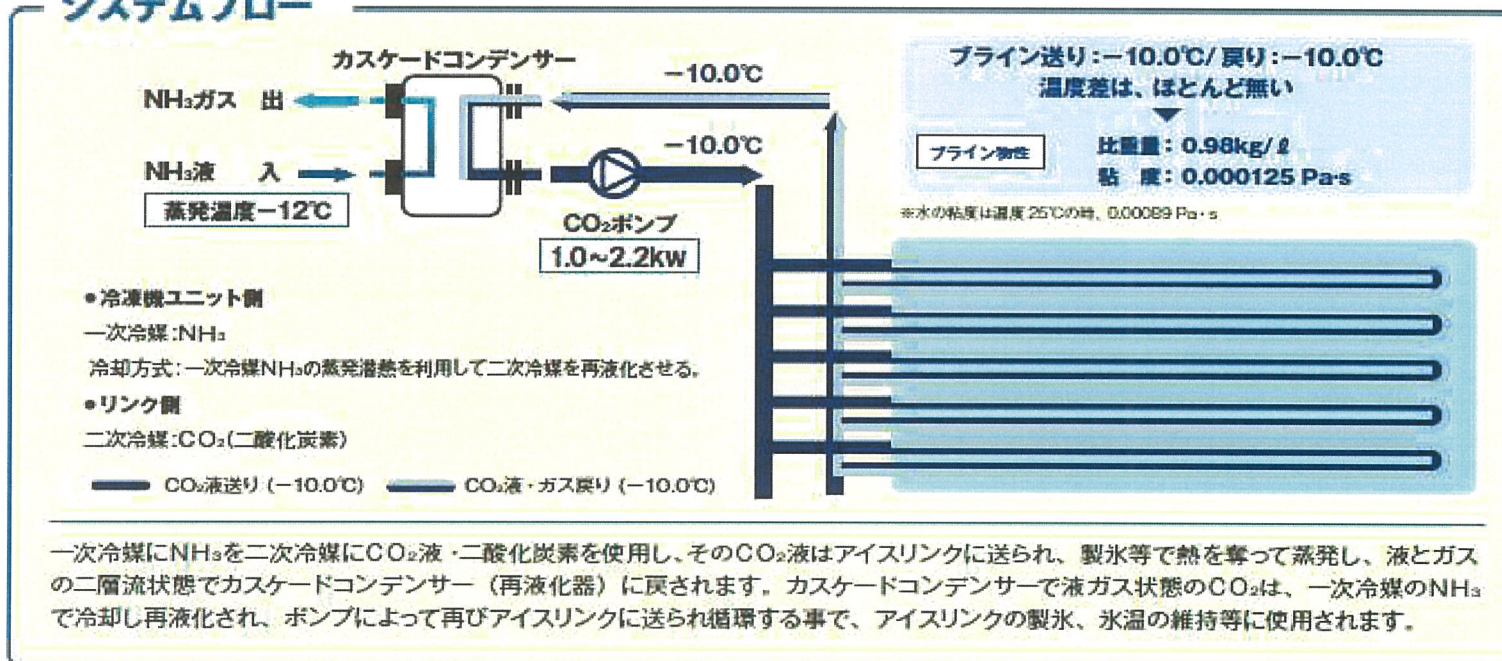 システムフロー
カスケードコンデンサー
NH₃ガス 出
NH₃液 入
蒸発温度−12℃
−10.0℃
−10.0℃
CO₂ポンプ
1.0~2.2kw
ブライン送り:−10.0℃/戻り:−10.0℃
温度差は、ほとんど無い
ブライン物性
比重量:0.98kg/ℓ
粘 度:0.000125 Pa·s
※水の粘度は温度25℃の時、0.00089 Pa・s
●冷凍機ユニット側
一次冷媒:NH₃
冷却方式:一次冷媒NH₃の蒸発潜熱を利用して二次冷媒を再液化させる。
●リンク側
二次冷媒:CO₂(二酸化炭素)
CO₂液送り (−10.0℃)
CO₂液・ガス戻り (−10.0℃)
一次冷媒にNH₃を二次冷媒にCO₂液・二酸化炭素を使用し、そのCO₂液はアイスリンクに送られ、製氷等で熱を奪って蒸発し、液とガス
の二層流状態でカスケードコンデンサー（再液化器）に戻されます。カスケードコンデンサーで液ガス状態のCO₂は、一次冷媒のNH₃
で冷却し再液化され、ポンプによって再びアイスリンクに送られ循環する事で、アイスリンクの製氷、氷温の維持等に使用されます。